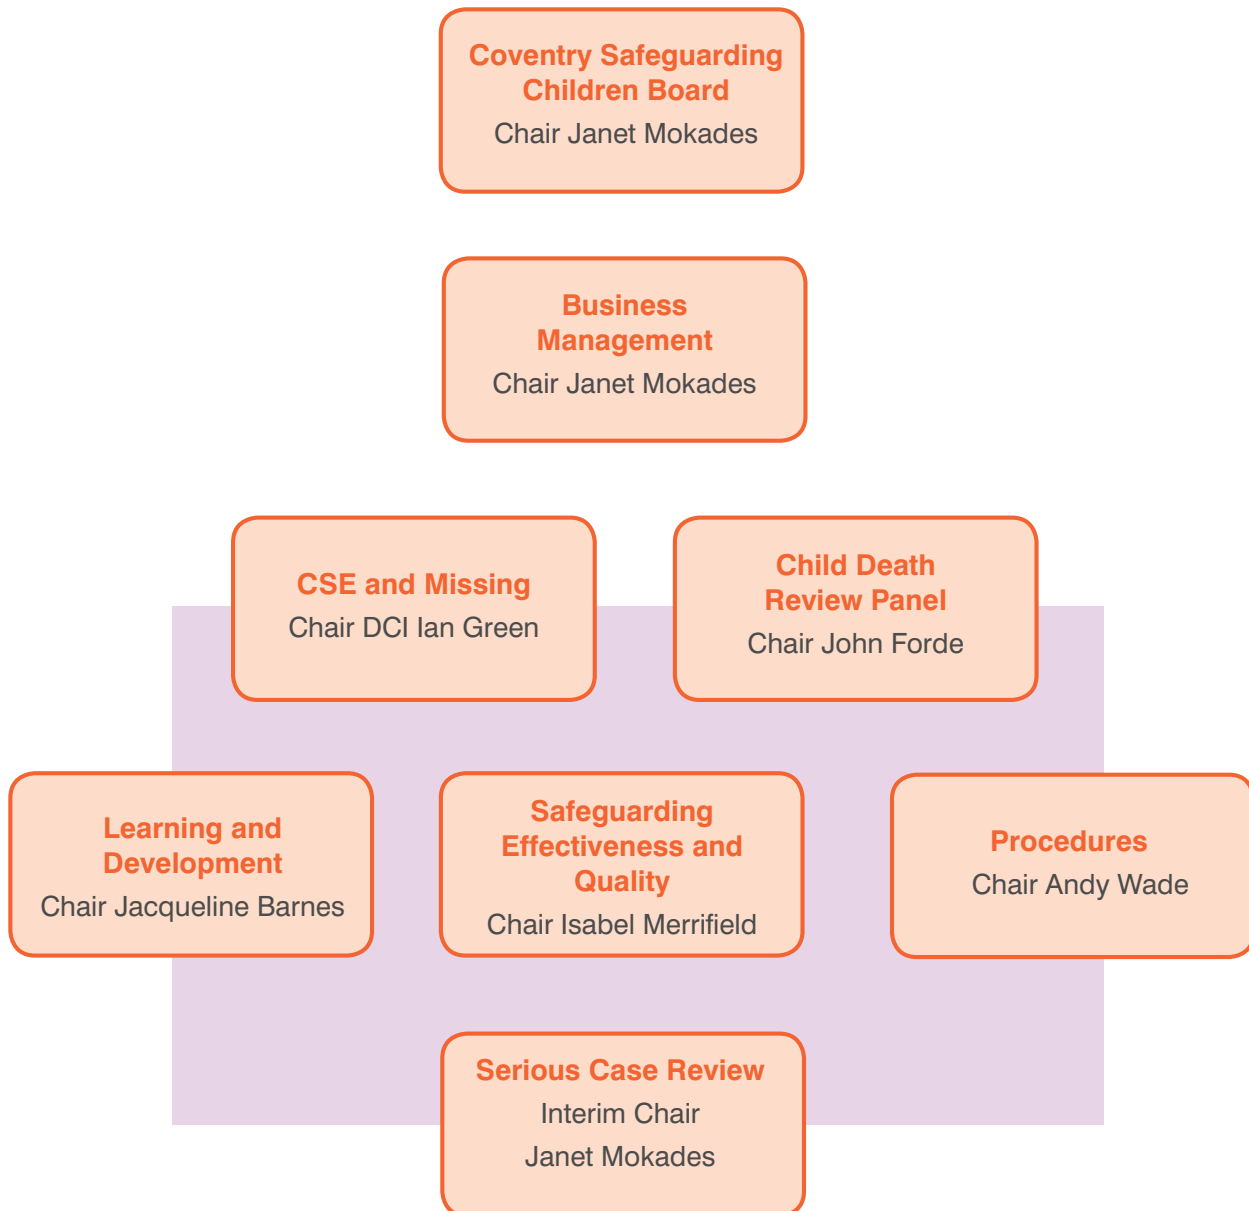 Coventry Safeguarding
Children Board
Chair Janet Mokades
Business
Management
Chair Janet Mokades
CSE and Missing
Chair DCI Ian Green
Child Death
Review Panel
Chair John Forde
Learning and
Development
Chair Jacqueline Barnes
Safeguarding
Effectiveness and
Quality
Chair Isabel Merrifield
Procedures
Chair Andy Wade
Serious Case Review
Interim Chair
Janet Mokades